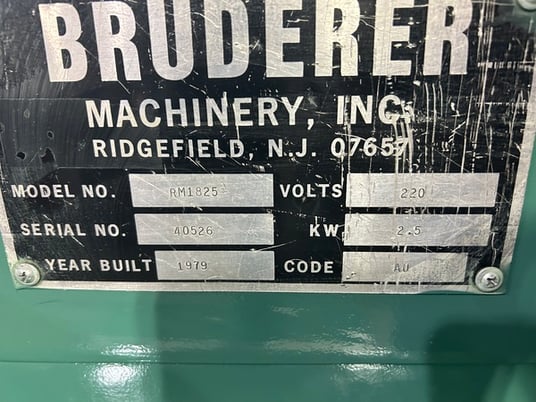 BRUDERER
MACHINERY, INC.
RIDGEFIELD, N.J. 07657
MODEL NO. RM1825 VOLTS 220
SERIAL NO. 40526 KW 2.5
YEAR BUILT 1979 CODE AU